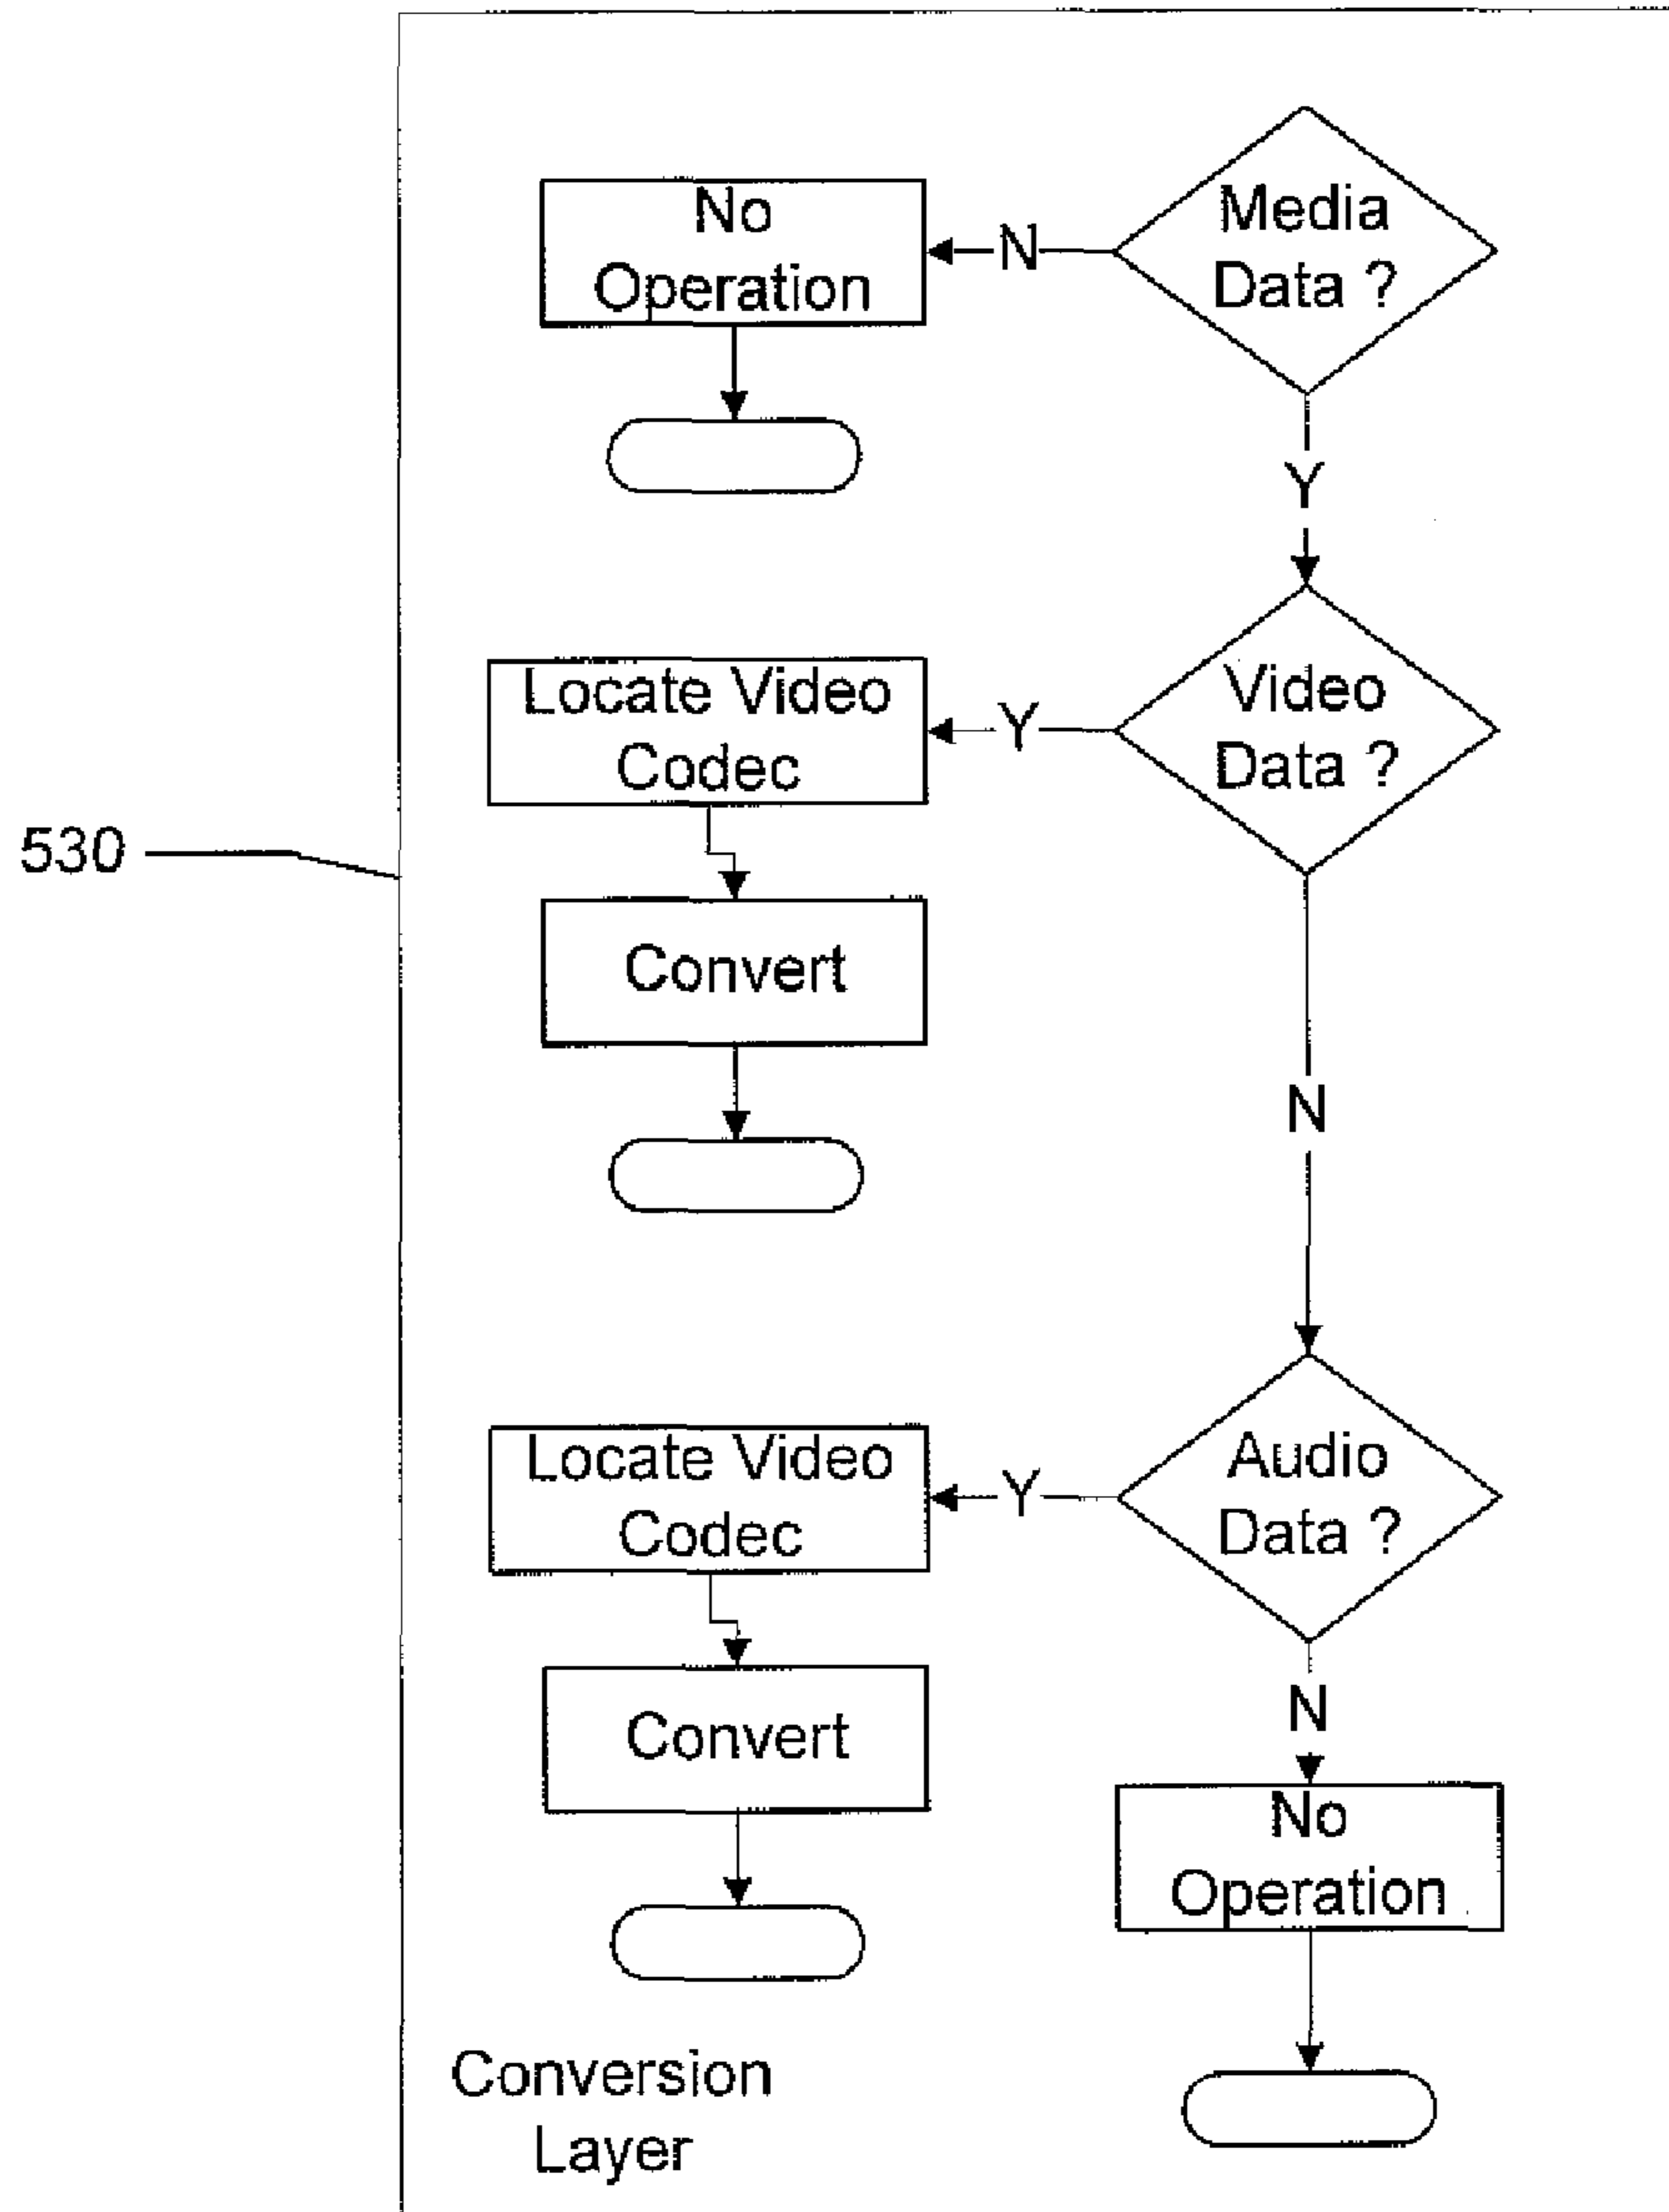 No
Operation
N
Media
Data ?
Y
Locate Video
Codec
Y
Video
Data ?
530
Convert
N
Locate Video
Codec
Y
Audio
Data ?
Convert
N
No
Operation
Conversion
Layer